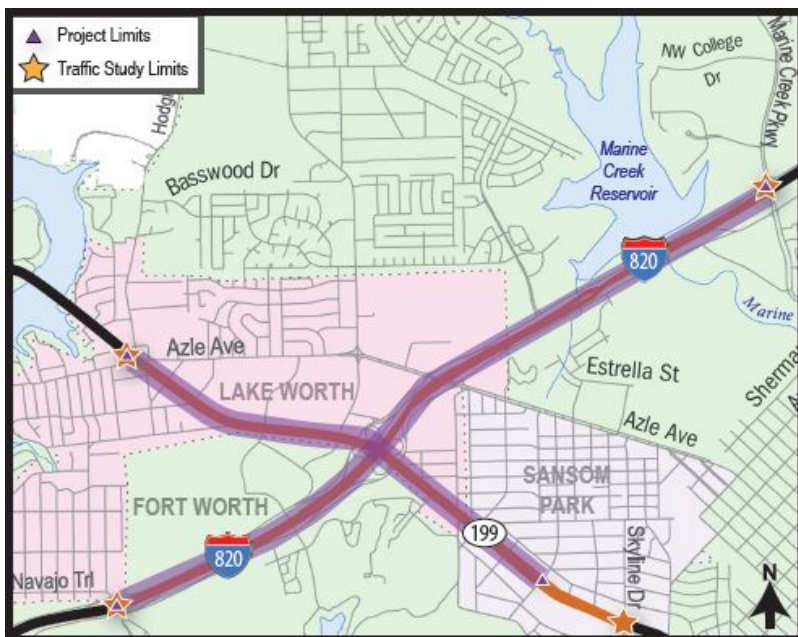 Project Limits
Traffic Study Limits
NW College
Dr
Marine Creek Pkwy
Marine
Creek
Reservoir
Basswood Dr
820
Marine
Azle Ave
LAKE WORTH
Estrella St
Azle Ave
SANSOM
PARK
FORT WORTH
199
820
Skyline Dr
Navajo Trl
N